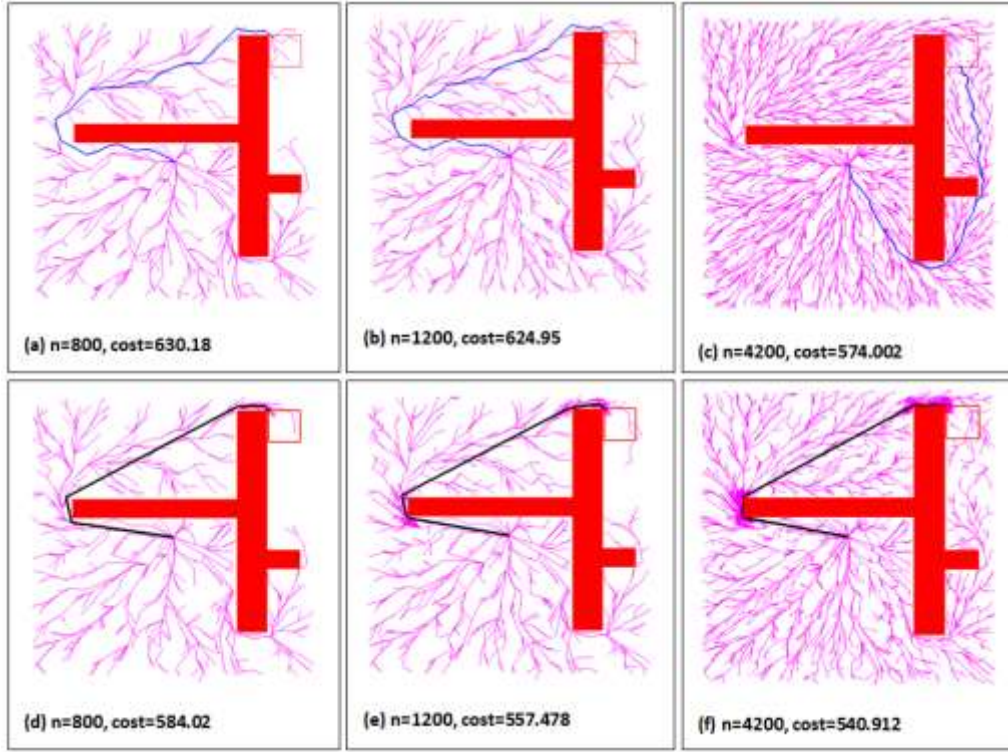 (a) n=800, cost=630.18
(b) n=1200, cost=624.95
(c) n=4200, cost=574.002
(d) n=800, cost=584.02
(e) n=1200, cost=557.478
(f) n=4200, cost=540.912